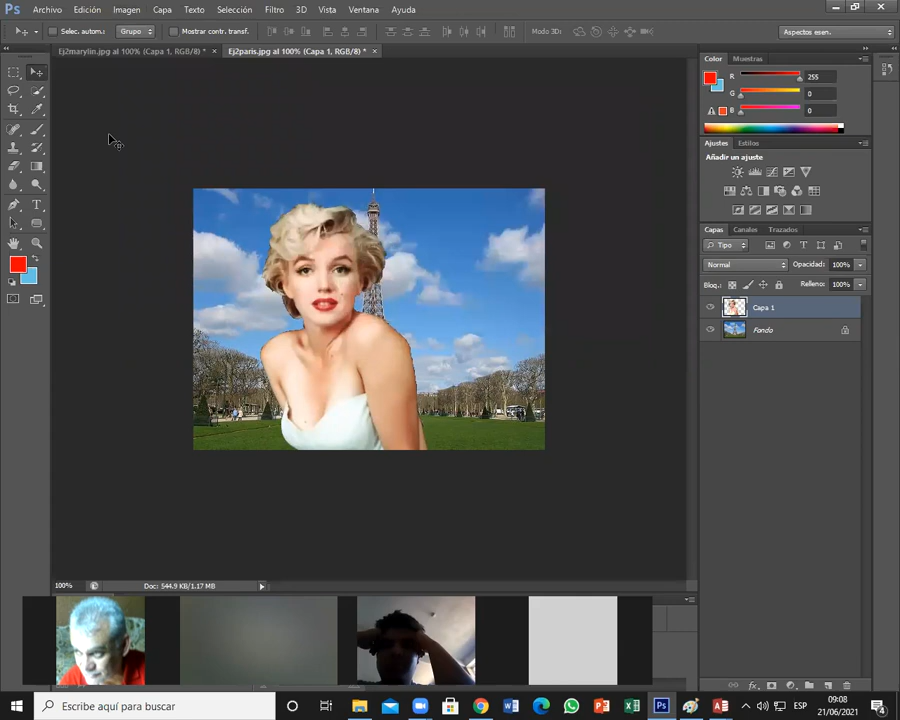 Ps Archivo Edición Imagen Capa Texto Selección Filtro 3D Vista Ventana Ayuda
Selec. autom.: Grupo Mostrar contr. transf. Modo 3D: Aspectos esen.
Ej2marylin.jpg al 100% (Capa 1, RGB/8) * × Ej2paris.jpg al 100% (Capa 1, RGB/8) * ×
Color Muestras
R 255
G 0
B 0
Ajustes Estilos
Añadir un ajuste
Capas Canales Trazados
Tipo
Normal Opacidad: 100%
Bloq.: Relleno: 100%
Capa 1
Fondo
100% Doc: 544.9 KB/1.17 MB
Escribe aquí para buscar
ESP
09:08
21/06/2021
4